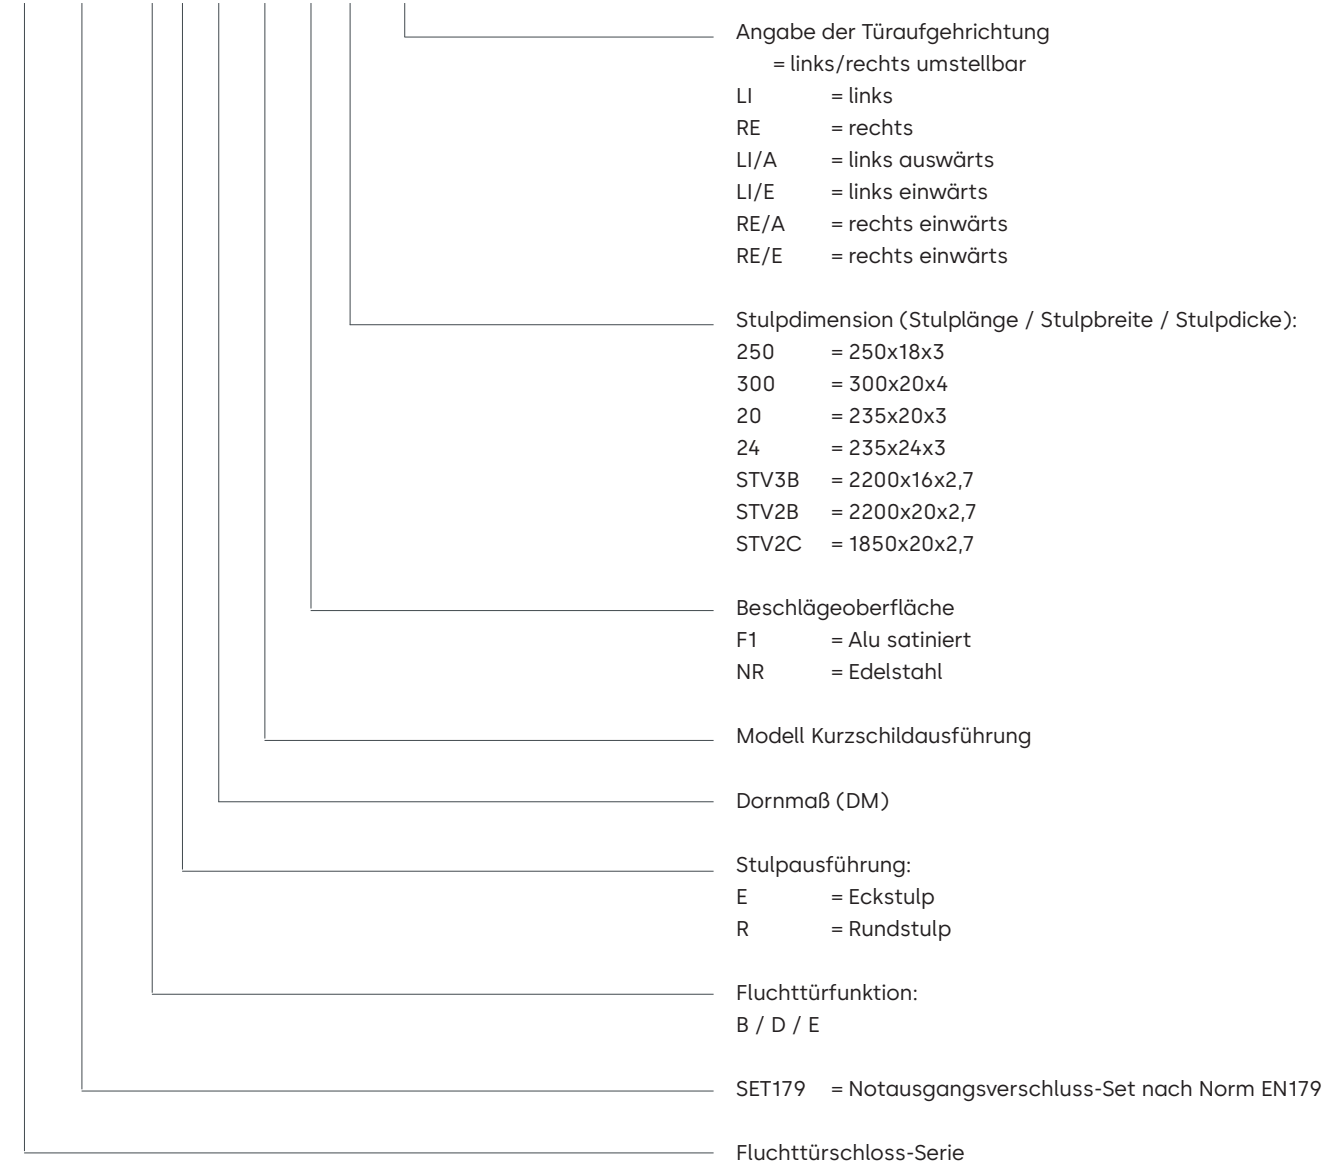 Angabe der Türaufgehrichtung
= links/rechts umstellbar
LI = links
RE = rechts
LI/A = links auswärts
LI/E = links einwärts
RE/A = rechts einwärts
RE/E = rechts einwärts
Stulpdimension (Stulplänge / Stulpbreite / Stulpdicke):
250 = 250x18x3
300 = 300x20x4
20 = 235x20x3
24 = 235x24x3
STV3B = 2200x16x2,7
STV2B = 2200x20x2,7
STV2C = 1850x20x2,7
Beschlägeoberfläche
F1 = Alu satiniert
NR = Edelstahl
Modell Kurzschildausführung
Dornmaß (DM)
Stulpausführung:
E = Eckstulp
R = Rundstulp
Fluchttürfunktion:
B / D / E
SET179 = Notausgangsverschluss-Set nach Norm EN179
Fluchttürschloss-Serie